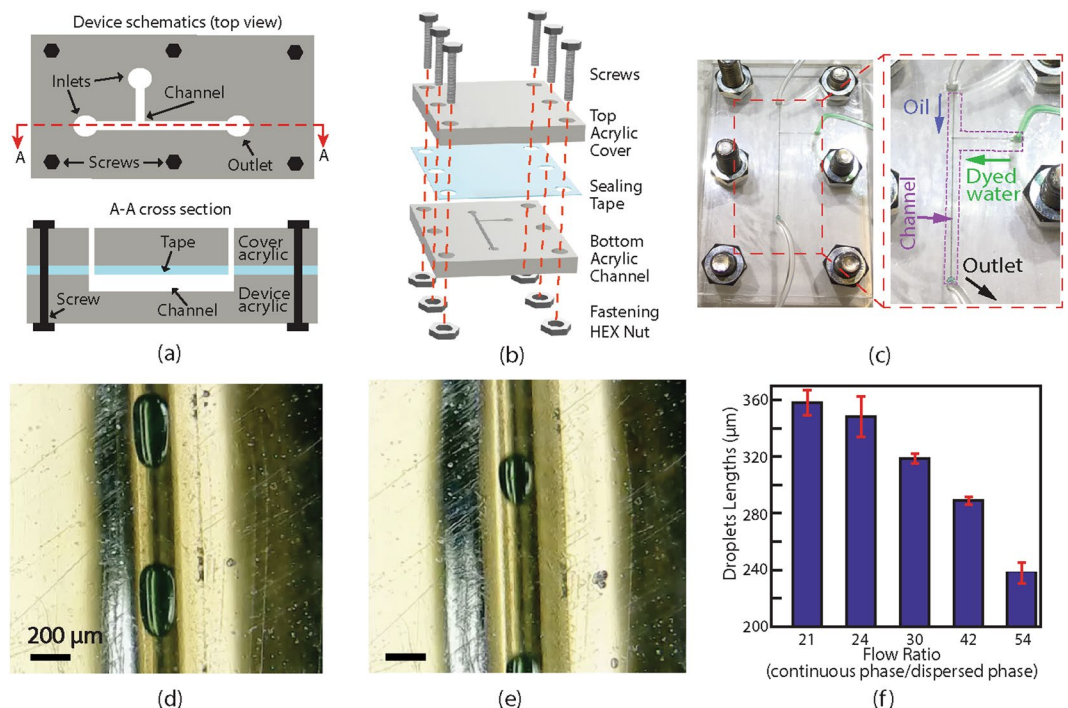 Device schematics (top view)
Inlets
Channel
A
A
Screws
Outlet
A-A cross section
Tape
Cover
acrylic
Screw
Channel
Device
acrylic
(a)
Screws
Top
Acrylic
Cover
Sealing
Tape
Bottom
Acrylic
Channel
Fastening
HEX Nut
(b)
Oil
Dyed
water
Channel
Outlet
(c)
200 μm
(d)
(e)
Droplets Lengths (μm)
360
320
280
240
200
21 24 30 42 54
Flow Ratio
(continuous phase/dispersed phase)
(f)